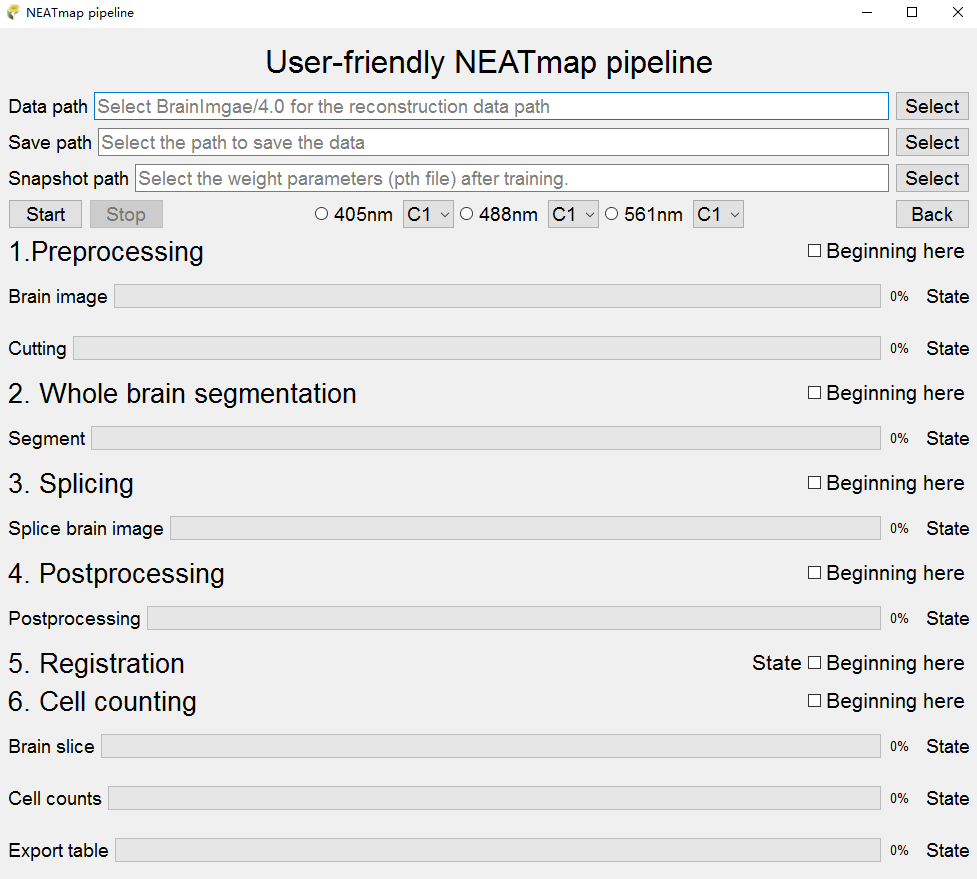 NEATmap pipeline
User-friendly NEATmap pipeline
Data path Select BrainImgae/4.0 for the reconstruction data path Select
Save path Select the path to save the data Select
Snapshot path Select the weight parameters (pth file) after training. Select
Start Stop 405nm C1 488nm C1 561nm C1 Back
1.Preprocessing Beginning here
Brain image 0% State
Cutting 0% State
2. Whole brain segmentation Beginning here
Segment 0% State
3. Splicing Beginning here
Splice brain image 0% State
4. Postprocessing Beginning here
Postprocessing 0% State
5. Registration State Beginning here
6. Cell counting Beginning here
Brain slice 0% State
Cell counts 0% State
Export table 0% State